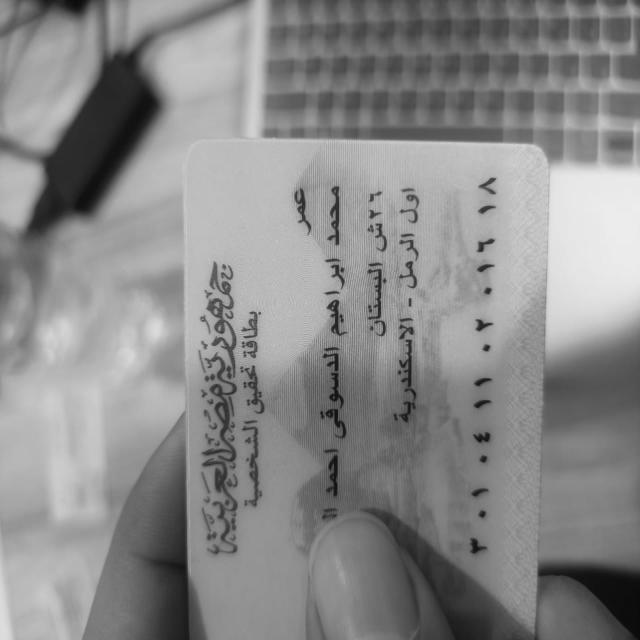 جمهورية مصر العربية
بطاقة تحقيق الشخصية
عمر
محمد ابراهيم الدسوقى احمد
٢٦ش البستان
اول الرمل - الاسكندرية
٣٠١٠٤١١٠٢٠١٦١٨